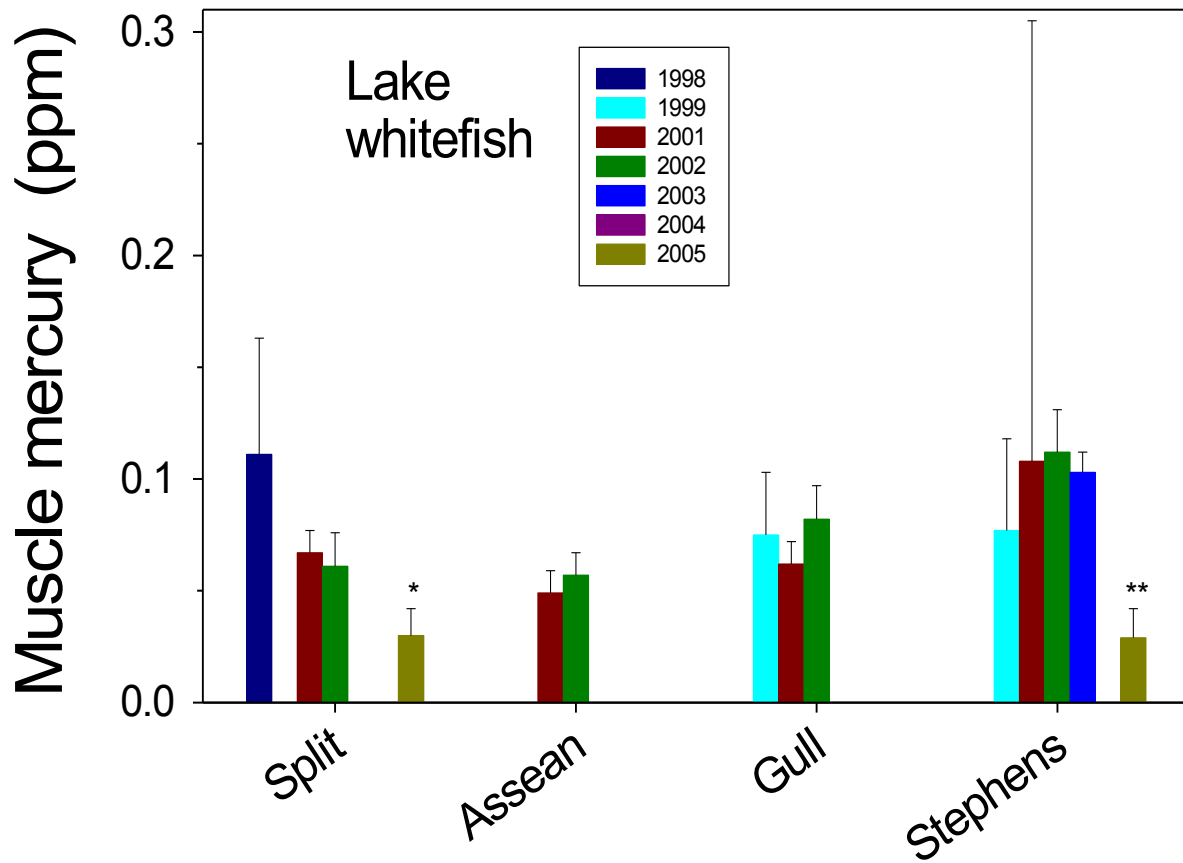 Muscle mercury (ppm)
0.3
0.2
0.1
0.0
Lake
whitefish
1998
1999
2001
2002
2003
2004
2005
*
**
Split
Assean
Gull
Stephens